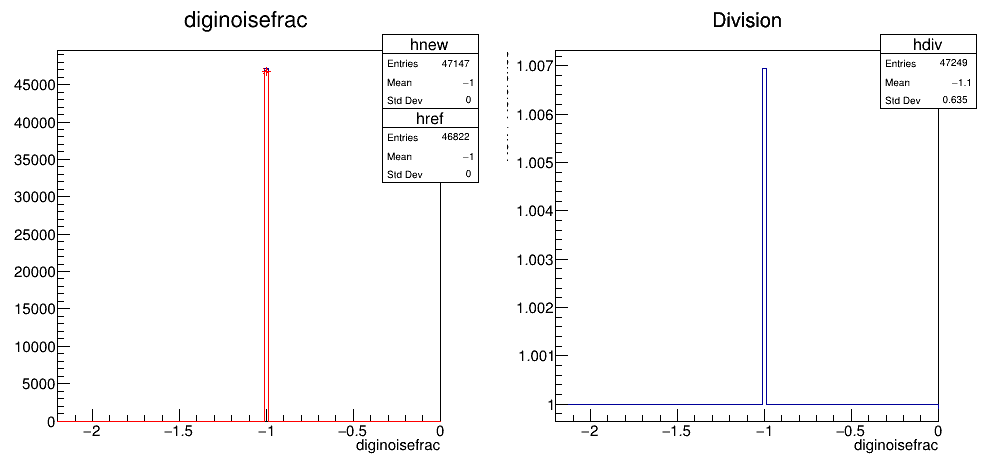 diginoisefrac
hnew
Entries 47147
Mean −1
Std Dev 0
href
Entries 46822
Mean −1
Std Dev 0
45000
40000
35000
30000
25000
20000
15000
10000
5000
0
−2 −1.5 −1 −0.5 0
diginoisefrac
Division
hdiv
Entries 47249
Mean −1.1
Std Dev 0.635
1.007
1.006
1.005
1.004
1.003
1.002
1.001
1
−2 −1.5 −1 −0.5 0
diginoisefrac